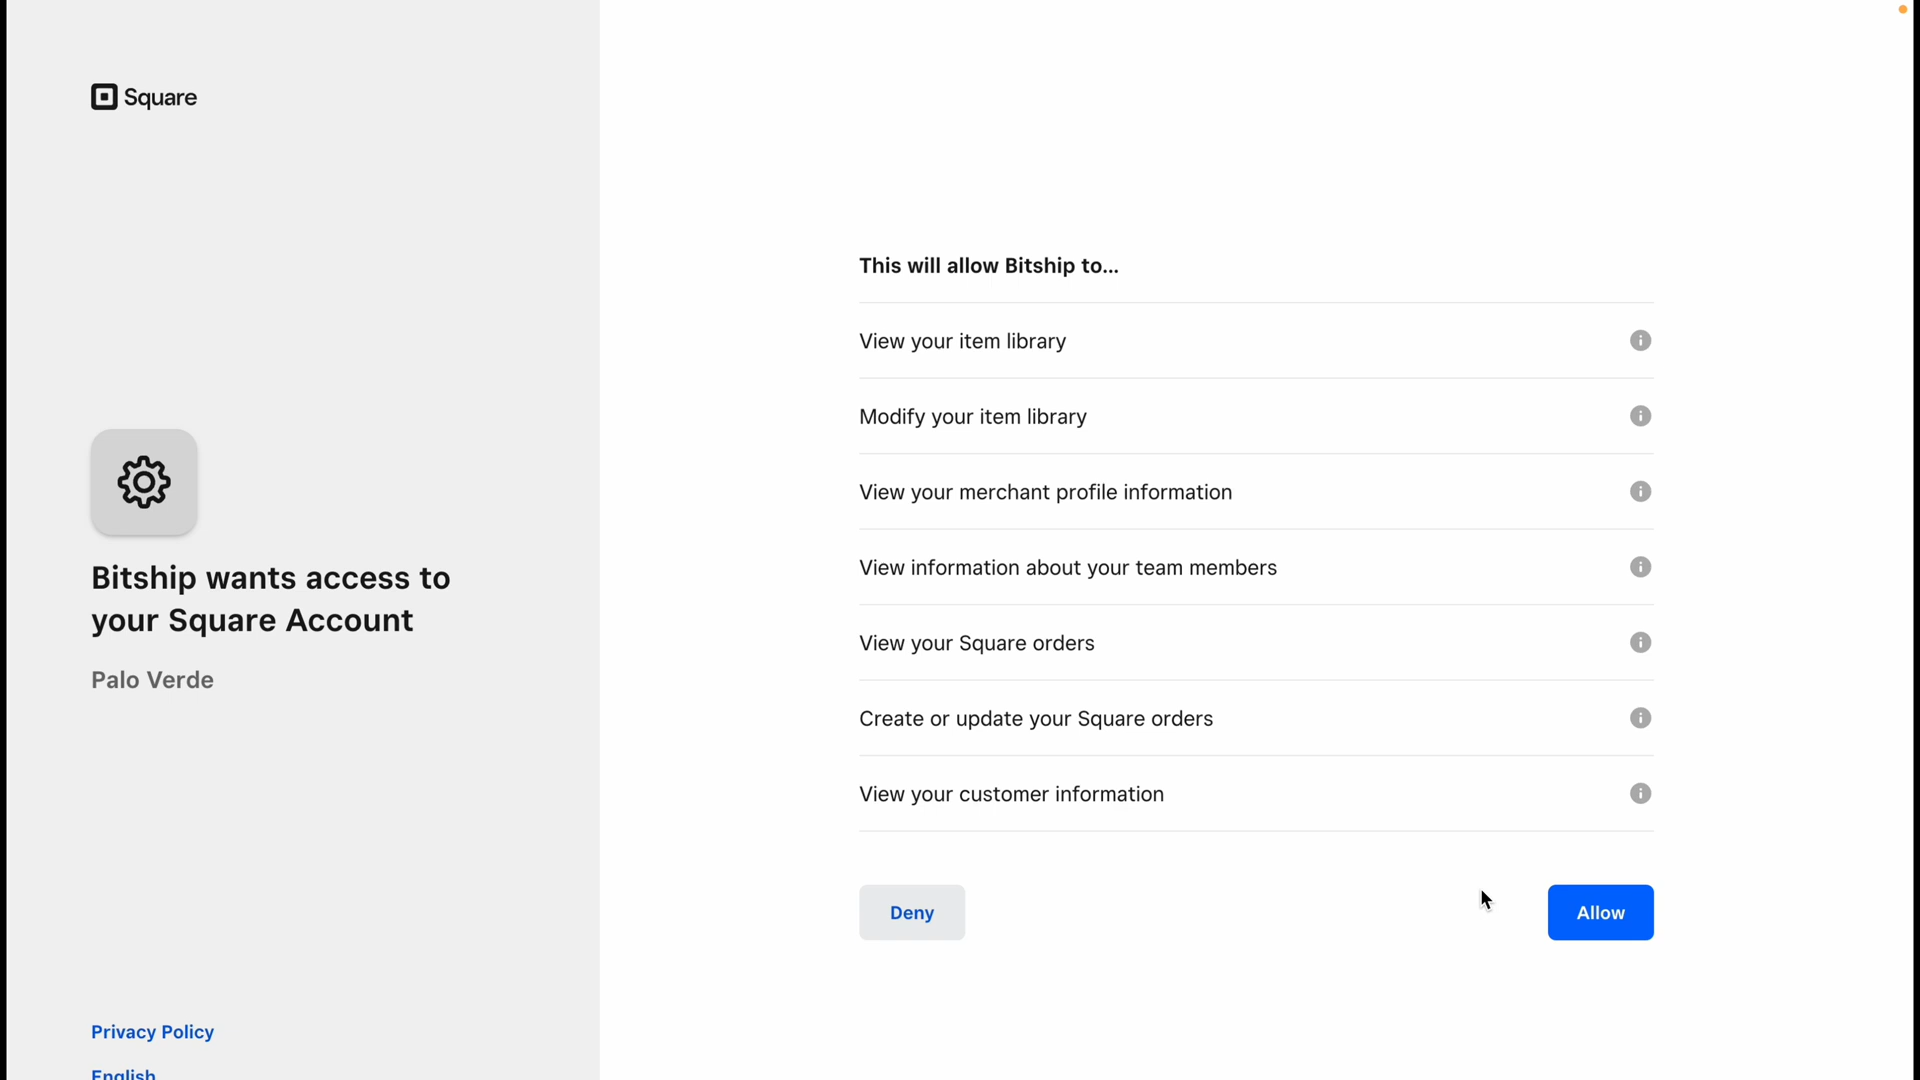 Square
Bitship wants access to
your Square Account
Palo Verde
Privacy Policy
English
This will allow Bitship to...
View your item library
Modify your item library
View your merchant profile information
View information about your team members
View your Square orders
Create or update your Square orders
View your customer information
Deny
Allow